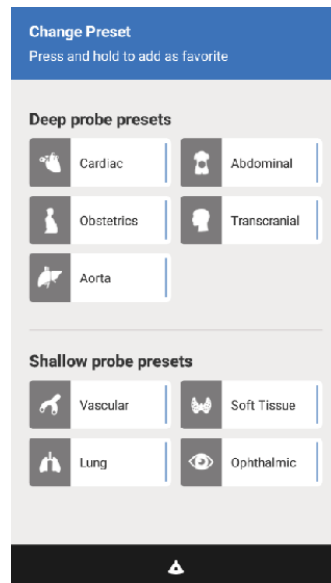 Change Preset
Press and hold to add as favorite
Deep probe presets
Cardiac
Abdominal
Obstetrics
Transcranial
Aorta
Shallow probe presets
Vascular
Soft Tissue
Lung
Ophthalmic